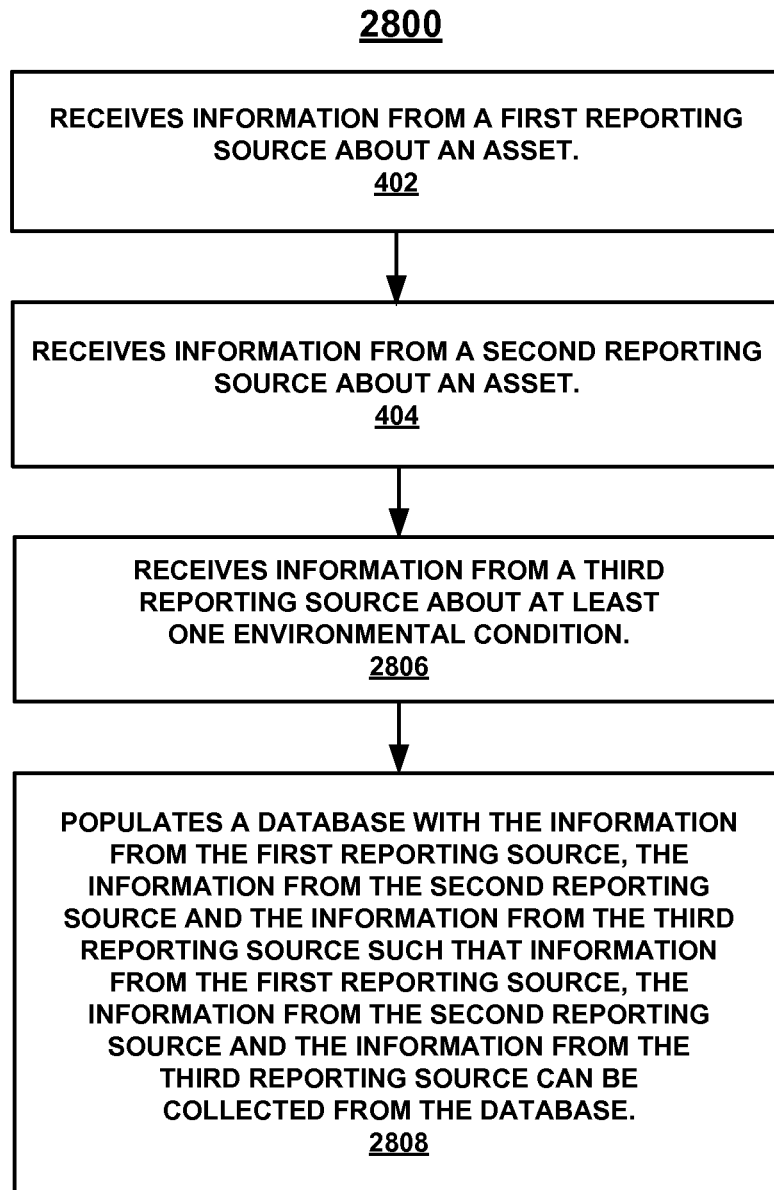 2800
RECEIVES INFORMATION FROM A FIRST REPORTING
SOURCE ABOUT AN ASSET.
402
RECEIVES INFORMATION FROM A SECOND REPORTING
SOURCE ABOUT AN ASSET.
404
RECEIVES INFORMATION FROM A THIRD
REPORTING SOURCE ABOUT AT LEAST
ONE ENVIRONMENTAL CONDITION.
2806
POPULATES A DATABASE WITH THE INFORMATION
FROM THE FIRST REPORTING SOURCE, THE
INFORMATION FROM THE SECOND REPORTING
SOURCE AND THE INFORMATION FROM THE THIRD
REPORTING SOURCE SUCH THAT INFORMATION
FROM THE FIRST REPORTING SOURCE, THE
INFORMATION FROM THE SECOND REPORTING
SOURCE AND THE INFORMATION FROM THE
THIRD REPORTING SOURCE CAN BE
COLLECTED FROM THE DATABASE.
2808